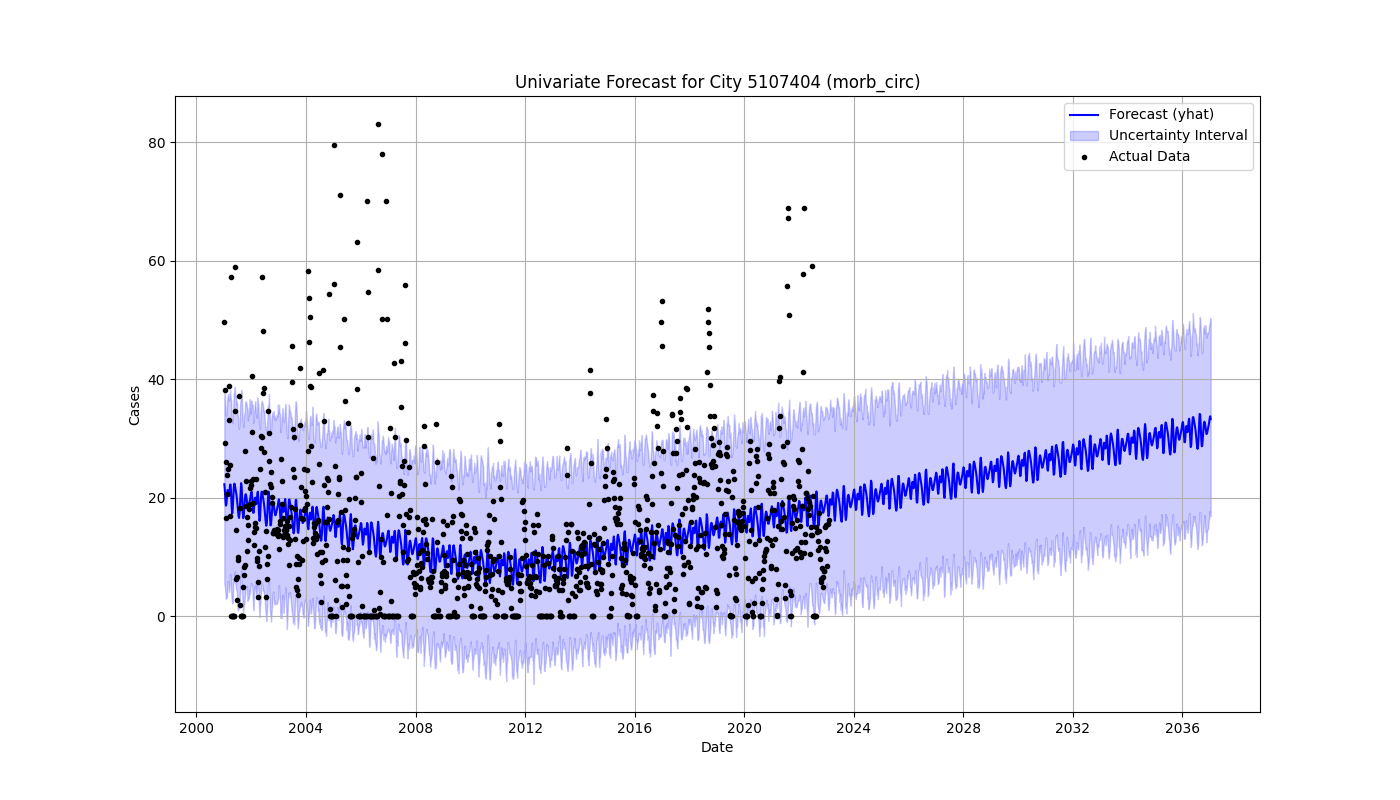 Univariate Forecast for City 5107404 (morb_circ)
Forecast (yhat)
Uncertainty Interval
Actual Data
Cases
80
60
40
20
0
2000 2004 2008 2012 2016 2020 2024 2028 2032 2036
Date